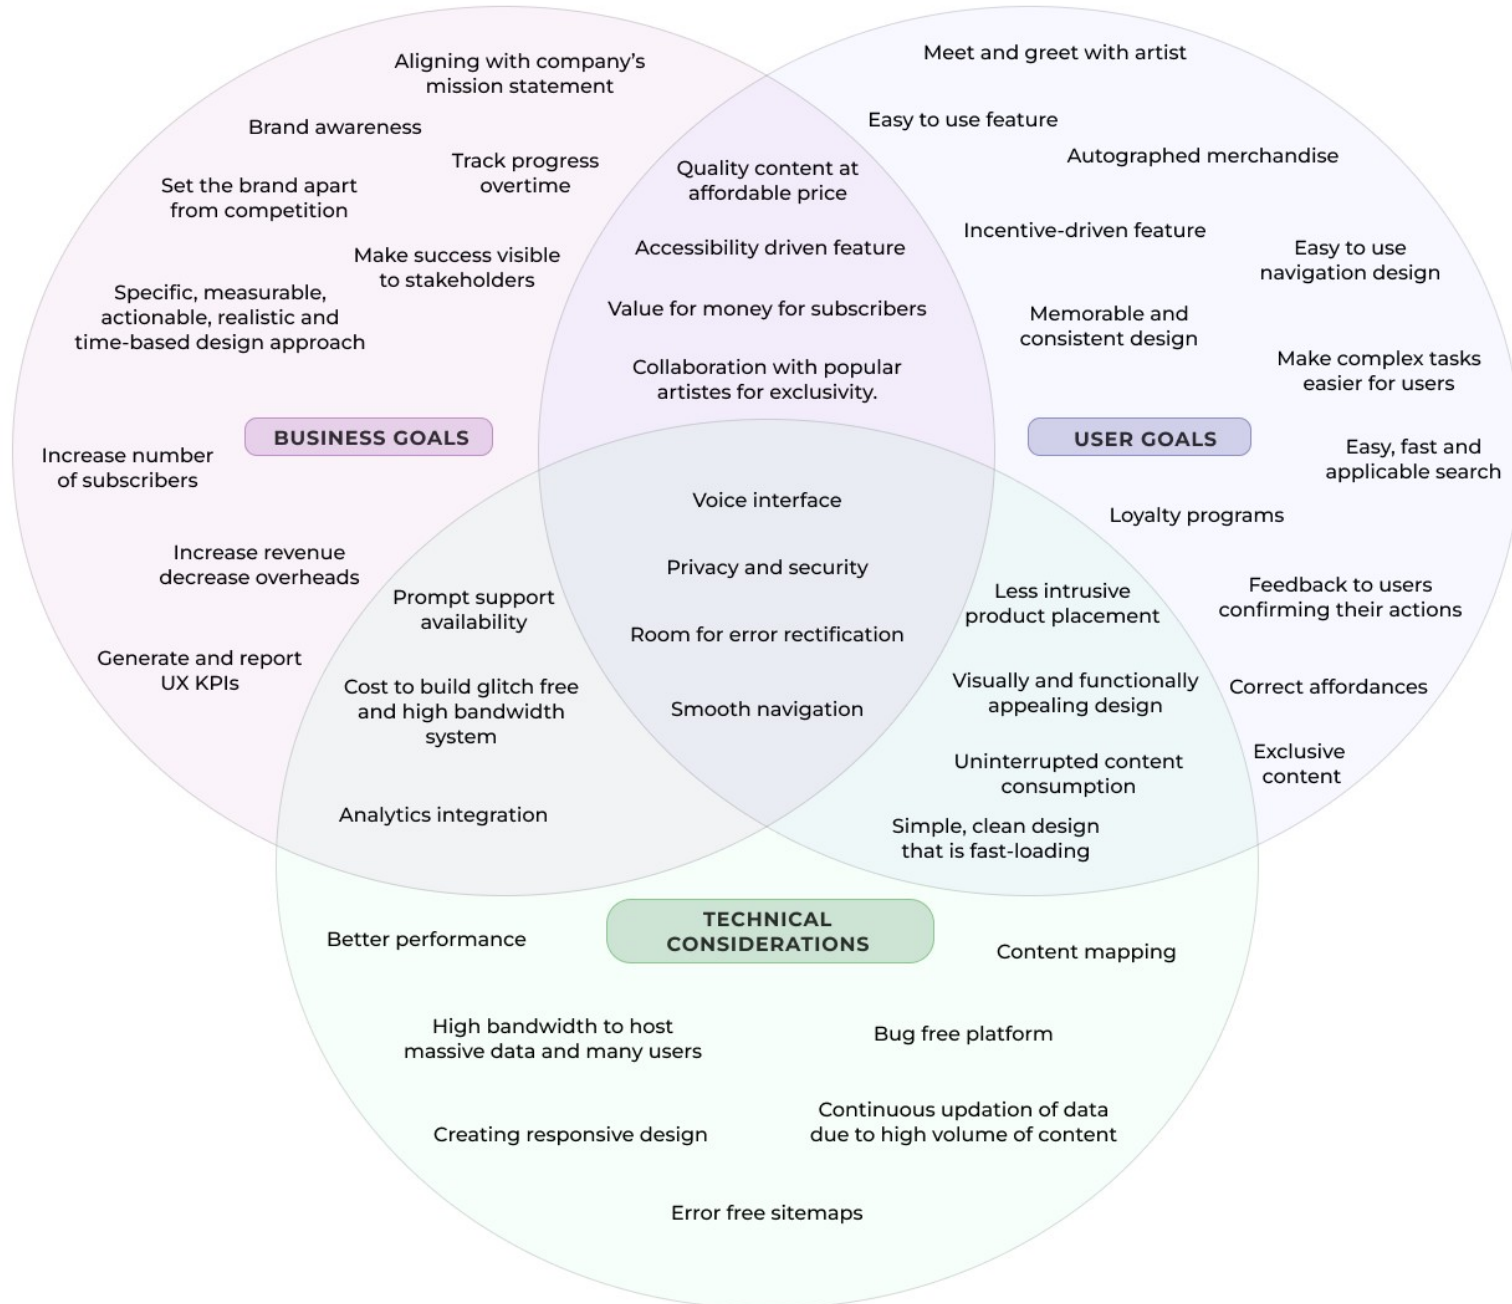 Aligning with company’s
mission statement
Brand awareness
Track progress
overtime
Set the brand apart
from competition
Make success visible
to stakeholders
Specific, measurable,
actionable, realistic and
time-based design approach
BUSINESS GOALS
Increase number
of subscribers
Increase revenue
decrease overheads
Generate and report
UX KPIs
Quality content at
affordable price
Accessibility driven feature
Value for money for subscribers
Collaboration with popular
artistes for exclusivity.
Meet and greet with artist
Easy to use feature
Autographed merchandise
Incentive-driven feature
Easy to use
navigation design
Memorable and
consistent design
Make complex tasks
easier for users
USER GOALS
Easy, fast and
applicable search
Loyalty programs
Feedback to users
confirming their actions
Correct affordances
Exclusive
content
Voice interface
Privacy and security
Room for error rectification
Smooth navigation
Prompt support
availability
Cost to build glitch free
and high bandwidth
system
Analytics integration
Less intrusive
product placement
Visually and functionally
appealing design
Uninterrupted content
consumption
Simple, clean design
that is fast-loading
TECHNICAL
CONSIDERATIONS
Better performance
Content mapping
High bandwidth to host
massive data and many users
Bug free platform
Creating responsive design
Continuous updation of data
due to high volume of content
Error free sitemaps